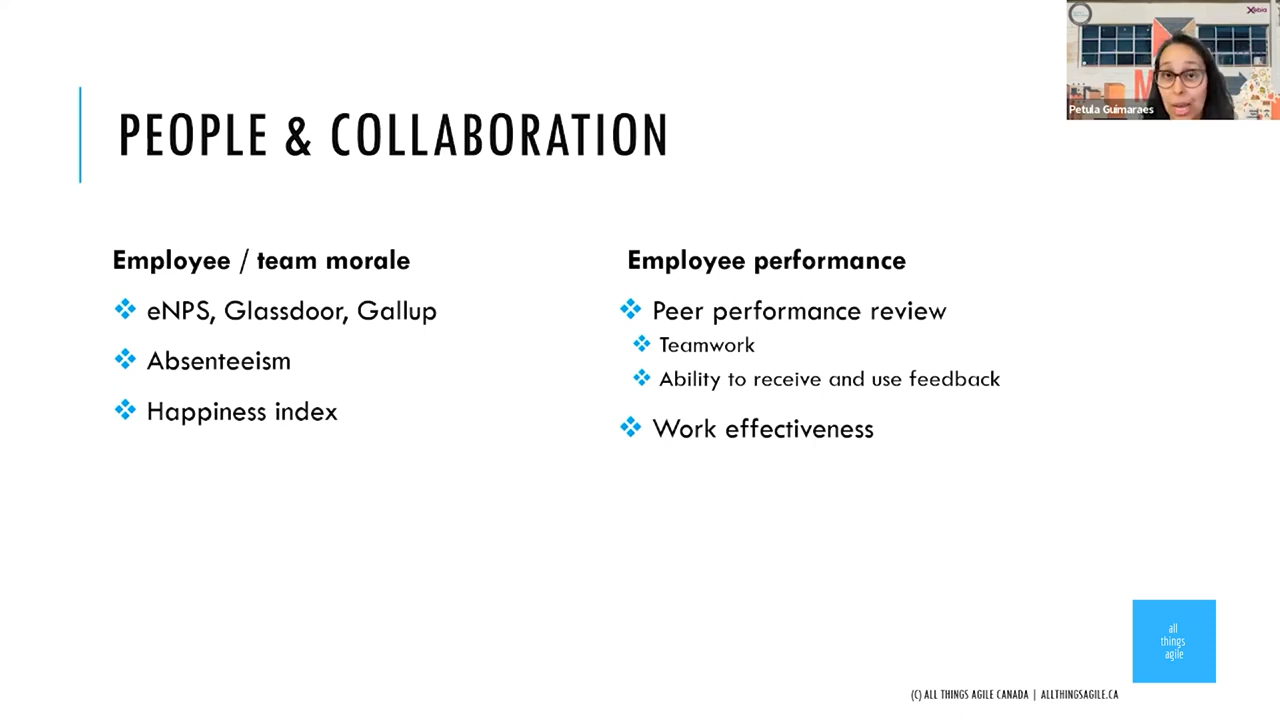 Xebia
Petula Guimaraes
PEOPLE & COLLABORATION
Employee / team morale
eNPS, Glassdoor, Gallup
Absenteeism
Happiness index
Employee performance
Peer performance review
Teamwork
Ability to receive and use feedback
Work effectiveness
all
things
agile
(C) ALL THINGS AGILE CANADA | ALLTHINGSAGILE.CA